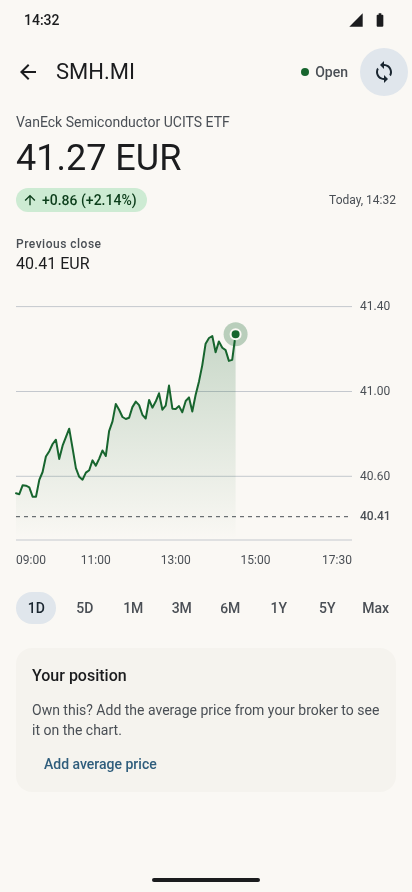 14:32
SMH.MI
Open
VanEck Semiconductor UCITS ETF
41.27 EUR
+0.86 (+2.14%)
Today, 14:32
Previous close
40.41 EUR
41.40
41.00
40.60
40.41
09:00 11:00 13:00 15:00 17:30
1D 5D 1M 3M 6M 1Y 5Y Max
Your position
Own this? Add the average price from your broker to see
it on the chart.
Add average price